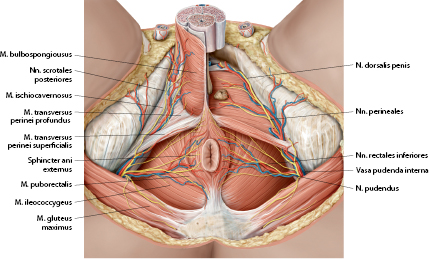 M. bulbospongiousus
Nn. scrotales
posteriores
M. ischiocavernosus
M. transversus
perinei profundus
M. transversus
perinei superficialis
Sphincter ani
externus
M. puborectalis
M. ileococcygeus
M. gluteus
maximus
N. dorsalis penis
Nn. perineales
Nn. rectales inferiores
Vasa pudenda interna
N. pudendus